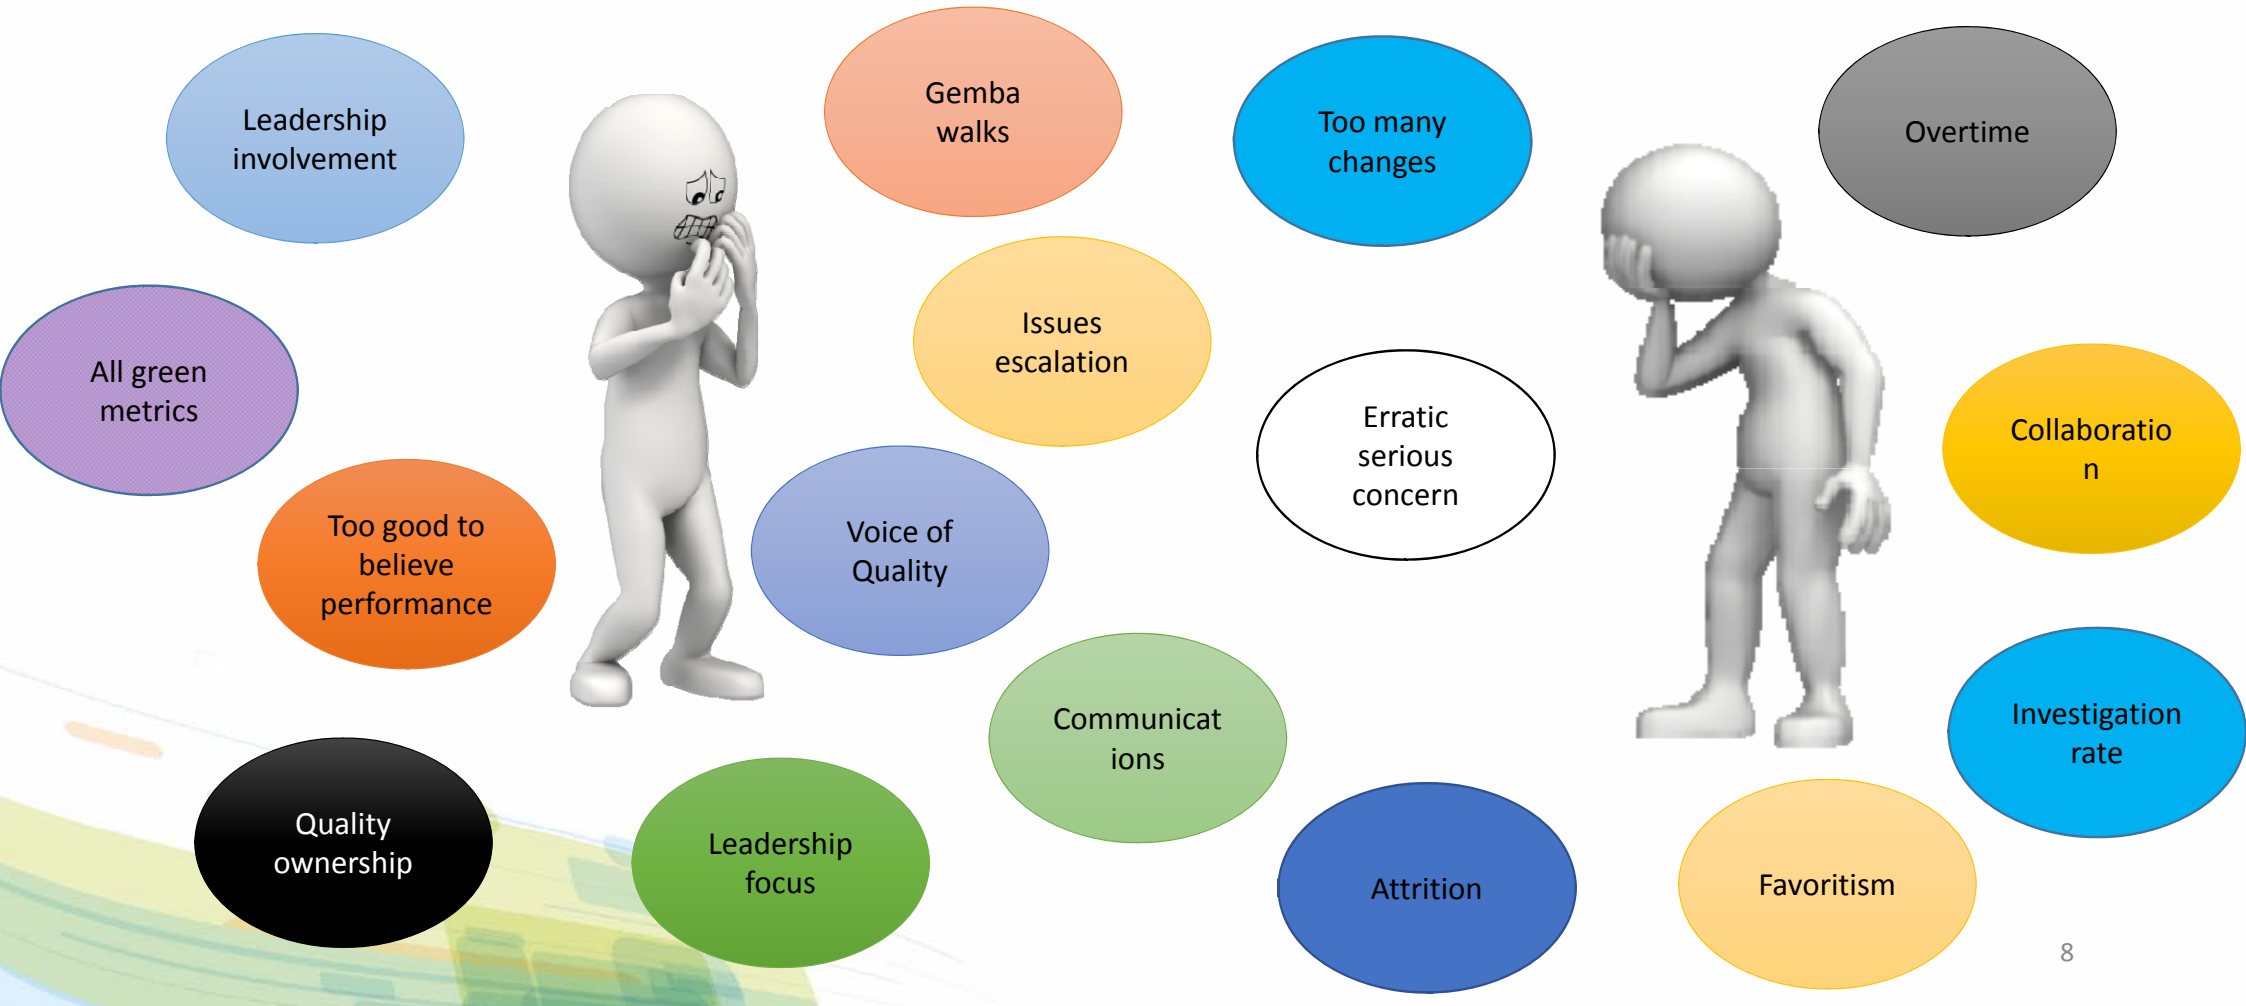 Leadership
involvement
Gemba
walks
Too many
changes
Overtime
All green
metrics
Issues
escalation
Erratic
serious
concern
Collaboratio
n
Too good to
believe
performance
Voice of
Quality
Communicat
ions
Investigation
rate
Quality
ownership
Leadership
focus
Attrition
Favoritism
8